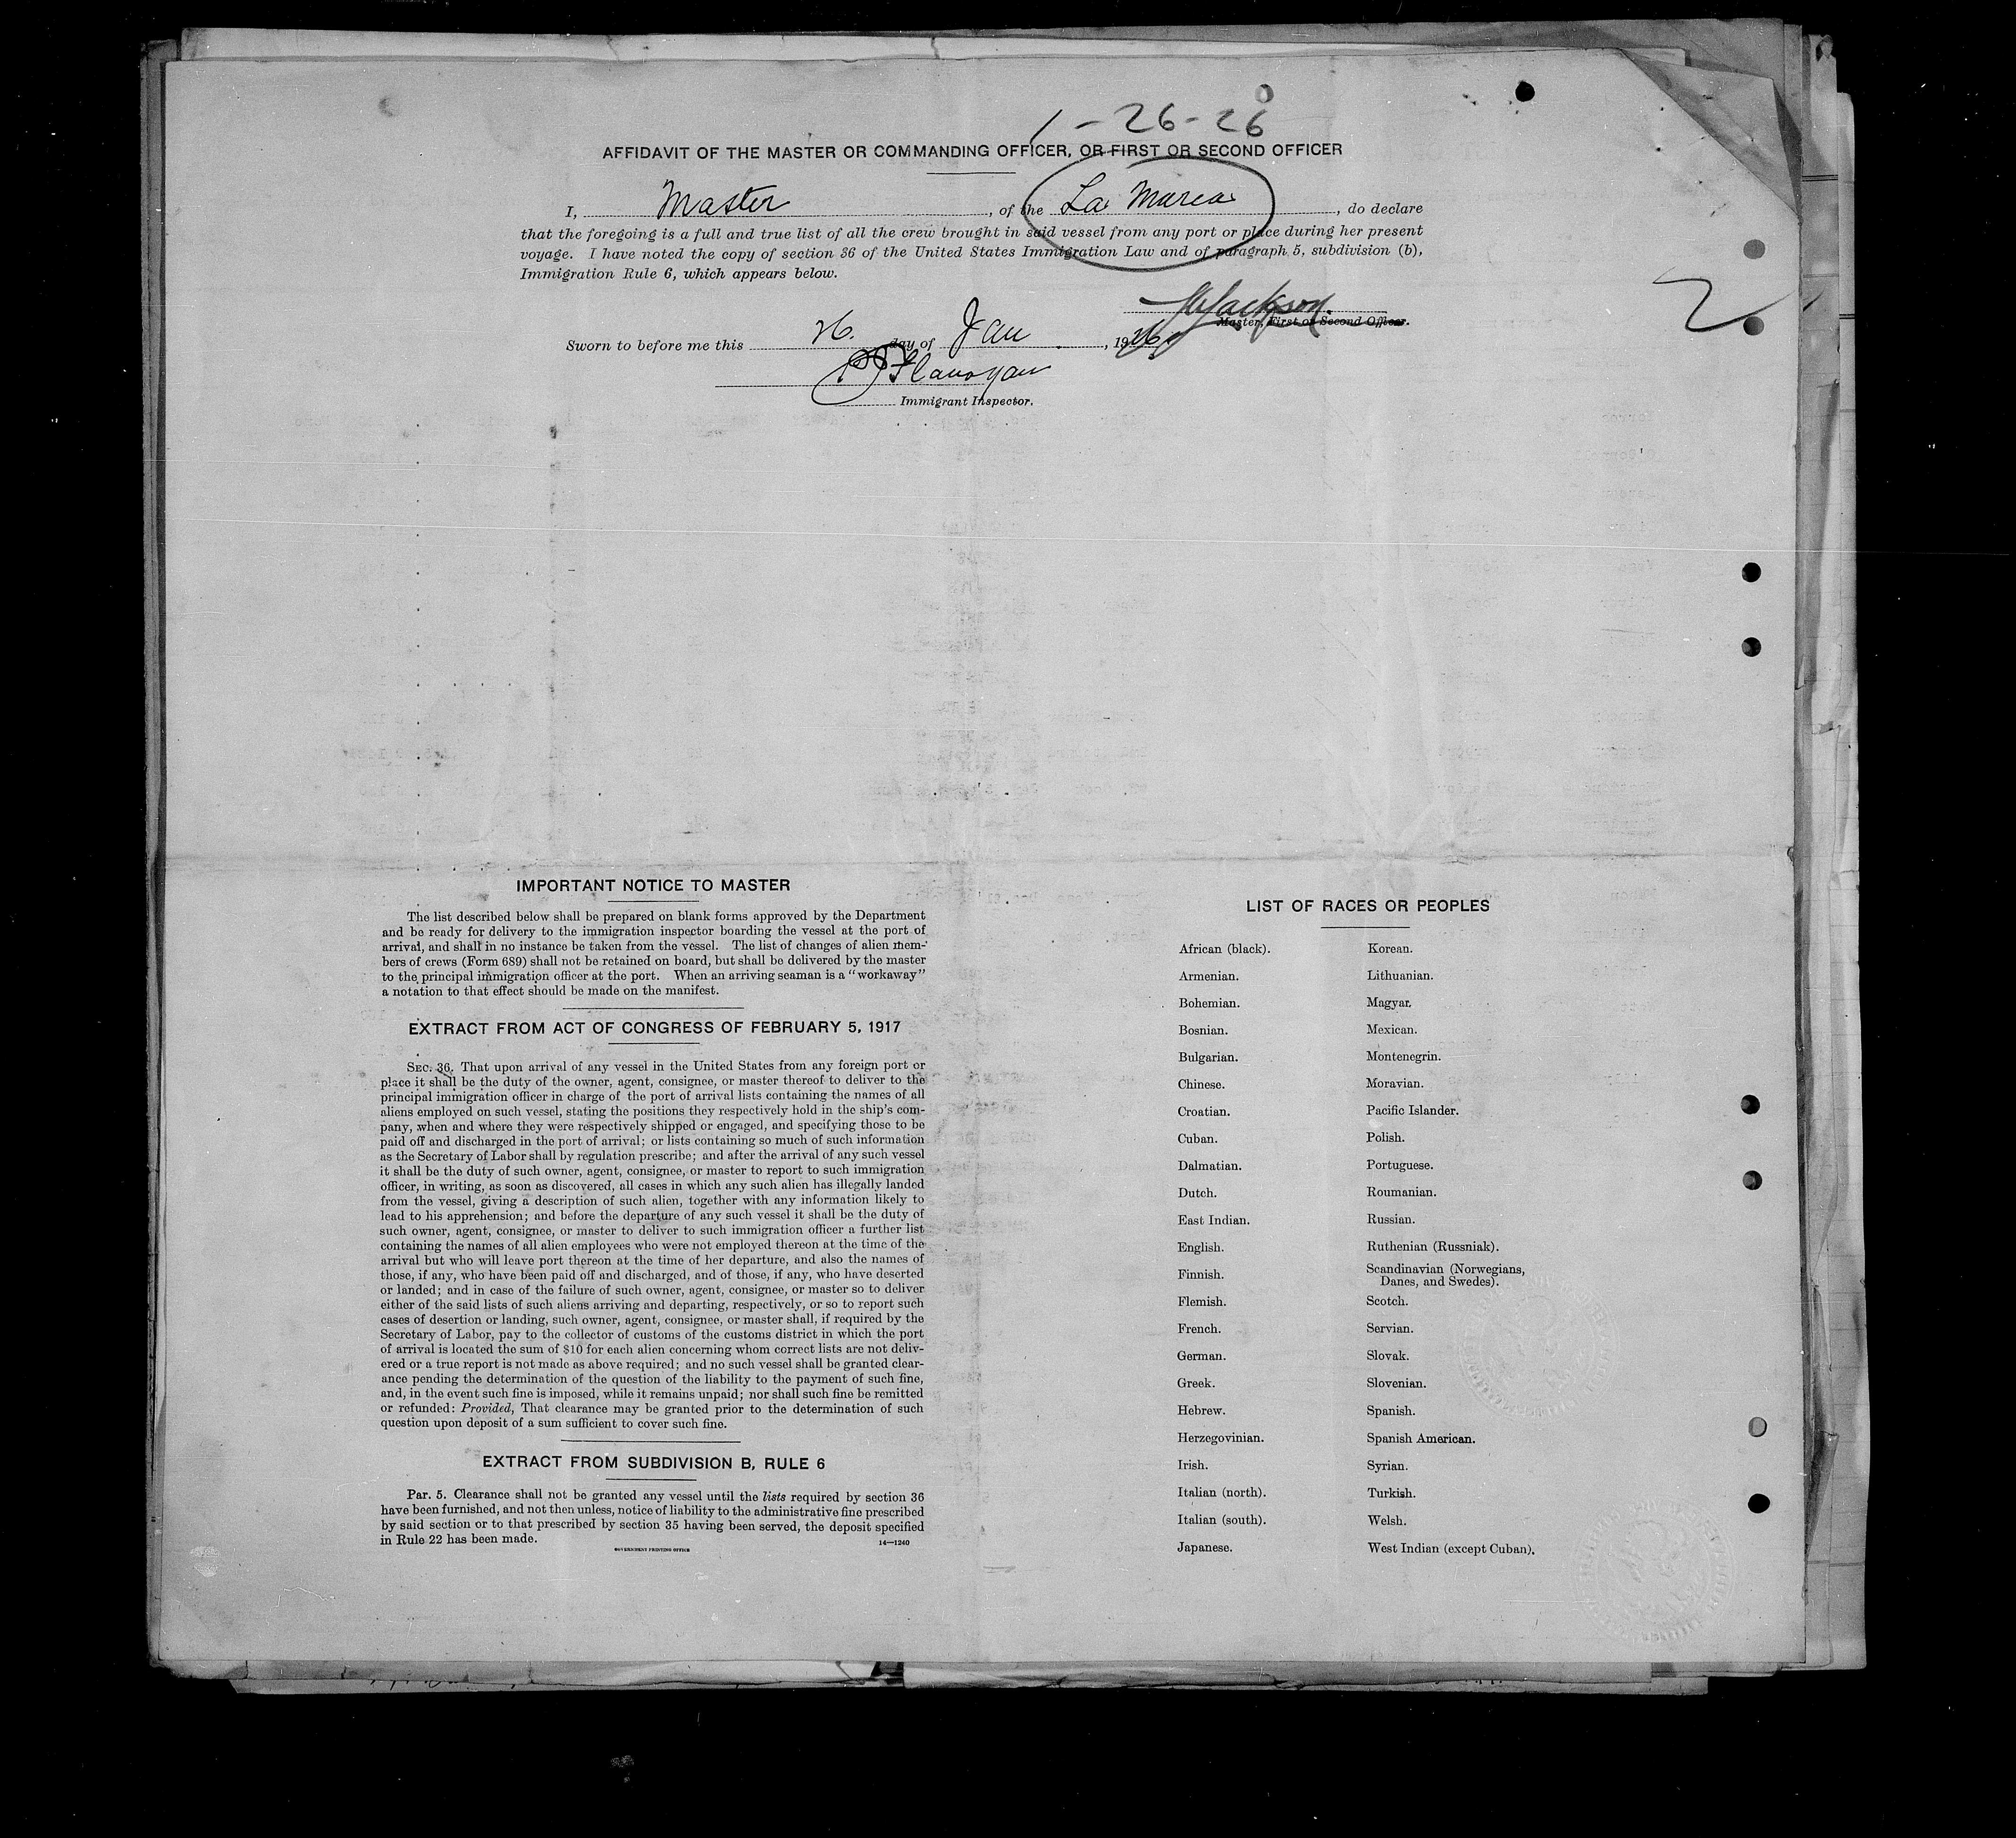 1-26-26
AFFIDAVIT OF THE MASTER OR COMMANDING OFFICER, OR FIRST OR SECOND OFFICER
I, Master, of the La Marea, do declare
that the foregoing is a full and true list of all the crew brought in said vessel from any port or place during her present
voyage. I have noted the copy of section 36 of the United States Immigration Law and of paragraph 5, subdivision (b),
Immigration Rule 6, which appears below.
Jackson.
Master, First or Second Officer.
Sworn to before me this 26. day of Jan, 1926
Flanagan
Immigrant Inspector.
2
IMPORTANT NOTICE TO MASTER
The list described below shall be prepared on blank forms approved by the Department
and be ready for delivery to the immigration inspector boarding the vessel at the port of
arrival, and shall in no instance be taken from the vessel. The list of changes of alien mem-
bers of crews (Form 689) shall not be retained on board, but shall be delivered by the master
to the principal immigration officer at the port. When an arriving seaman is a "workaway"
a notation to that effect should be made on the manifest.
EXTRACT FROM ACT OF CONGRESS OF FEBRUARY 5, 1917
SEC. 36. That upon arrival of any vessel in the United States from any foreign port or
place it shall be the duty of the owner, agent, consignee, or master thereof to deliver to the
principal immigration officer in charge of the port of arrival lists containing the names of all
aliens employed on such vessel, stating the positions they respectively hold in the ship's com-
pany, when and where they were respectively shipped or engaged, and specifying those to be
paid off and discharged in the port of arrival; or lists containing so much of such information
as the Secretary of Labor shall by regulation prescribe; and after the arrival of any such vessel
it shall be the duty of such owner, agent, consignee, or master to report to such immigration
officer, in writing, as soon as discovered, all cases in which any such alien has illegally landed
from the vessel, giving a description of such alien, together with any information likely to
lead to his apprehension; and before the departure of any such vessel it shall be the duty of
such owner, agent, consignee, or master to deliver to such immigration officer a further list
containing the names of all alien employees who were not employed thereon at the time of the
arrival but who will leave port thereon at the time of her departure, and also the names of
those, if any, who have been paid off and discharged, and of those, if any, who have deserted
or landed; and in case of the failure of such owner, agent, consignee, or master so to deliver
either of the said lists of such aliens arriving and departing, respectively, or so to report such
cases of desertion or landing, such owner, agent, consignee, or master shall, if required by the
Secretary of Labor, pay to the collector of customs of the customs district in which the port
of arrival is located the sum of $10 for each alien concerning whom correct lists are not deliv-
ered or a true report is not made as above required; and no such vessel shall be granted clear-
ance pending the determination of the question of the liability to the payment of such fine,
and, in the event such fine is imposed, while it remains unpaid; nor shall such fine be remitted
or refunded: Provided, That clearance may be granted prior to the determination of such
question upon deposit of a sum sufficient to cover such fine.
EXTRACT FROM SUBDIVISION B, RULE 6
Par. 5. Clearance shall not be granted any vessel until the lists required by section 36
have been furnished, and not then unless, notice of liability to the administrative fine prescribed
by said section or to that prescribed by section 35 having been served, the deposit specified
in Rule 22 has been made.
GOVERNMENT PRINTING OFFICE
14—1240
LIST OF RACES OR PEOPLES
African (black).
Armenian.
Bohemian.
Bosnian.
Bulgarian.
Chinese.
Croatian.
Cuban.
Dalmatian.
Dutch.
East Indian.
English.
Finnish.
Flemish.
French.
German.
Greek.
Hebrew.
Herzegovinian.
Irish.
Italian (north).
Italian (south).
Japanese.
Korean.
Lithuanian.
Magyar.
Mexican.
Montenegrin.
Moravian.
Pacific Islander.
Polish.
Portuguese.
Roumanian.
Russian.
Ruthenian (Russniak).
Scandinavian (Norwegians,
Danes, and Swedes).
Scotch.
Servian.
Slovak.
Slovenian.
Spanish.
Spanish American.
Syrian.
Turkish.
Welsh.
West Indian (except Cuban).